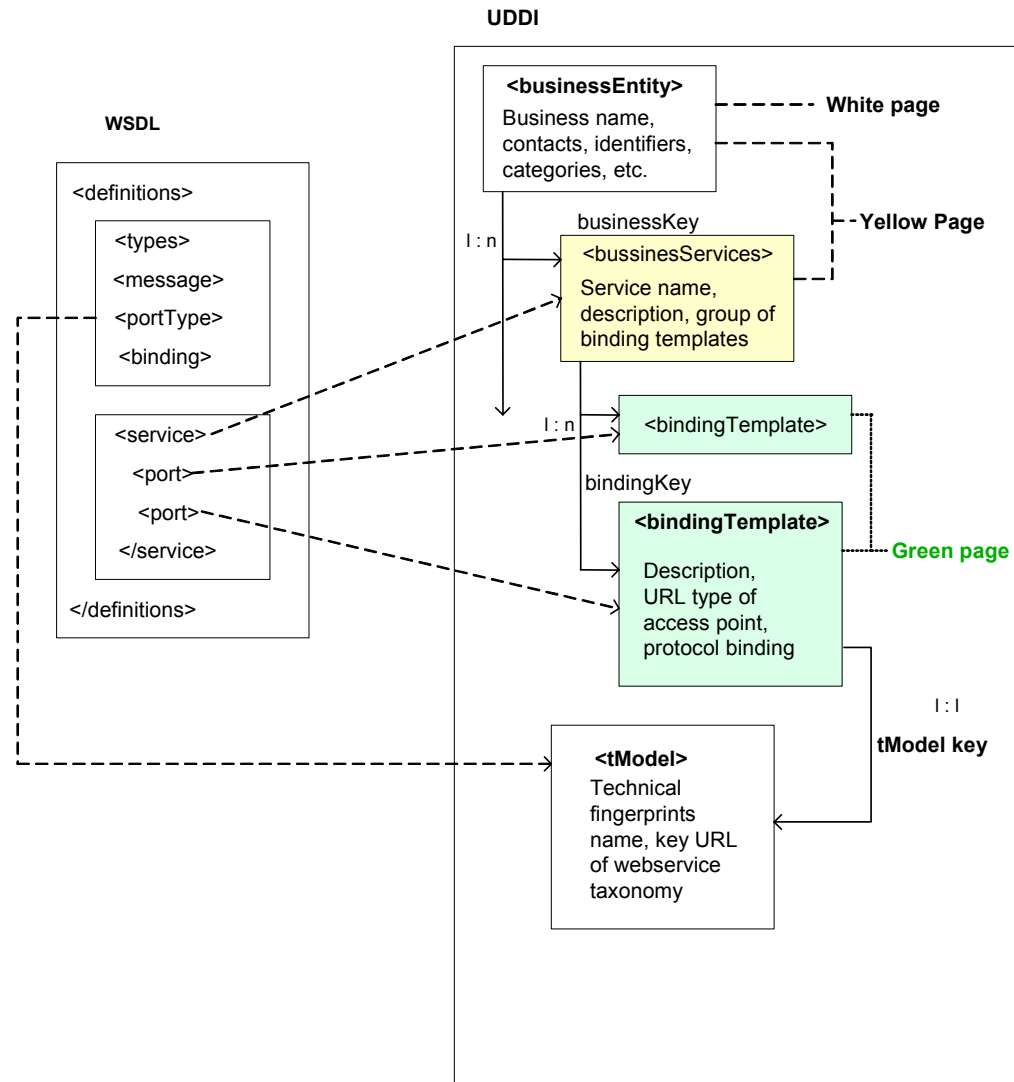 UDDI
<businessEntity>
Business name,
contacts, identifiers,
categories, etc.
White page
WSDL
<definitions>
<types>
<message>
<portType>
<binding>
<service>
<port>
<port>
</service>
</definitions>
businessKey
l : n
<bussinesServices>
Service name,
description, group of
binding templates
Yellow Page
l : n
<bindingTemplate>
bindingKey
<bindingTemplate>
Description,
URL type of
access point,
protocol binding
Green page
l : l
tModel key
<tModel>
Technical
fingerprints
name, key URL
of webservice
taxonomy